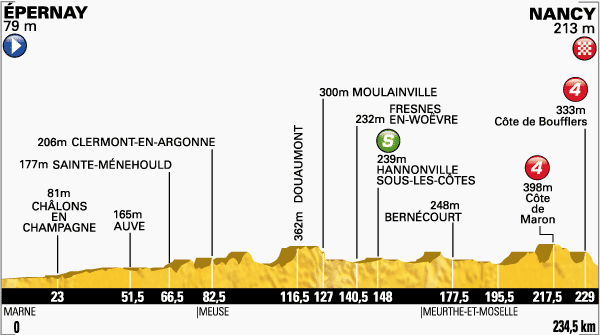 ÉPERNAY
79 m
NANCY
213 m
4
333m
Côte de Boufflers
300m MOULAINVILLE
FRESNES
232m EN-WOËVRE
S
206m CLERMONT-EN-ARGONNE
177m SAINTE-MÉNEHOULD
239m
HANNONVILLE
SOUS-LES-CÔTES
4
398m
Côte
de
Maron
362m DOUAUMONT
81m
CHÂLONS
EN
CHAMPAGNE
165m
AUVE
248m
BERNÉCOURT
23 51,5 66,5 82,5 116,5 127 140,5 148 177,5 195,5 217,5 229
MARNE MEUSE MEURTHE-ET-MOSELLE
0 234,5 km